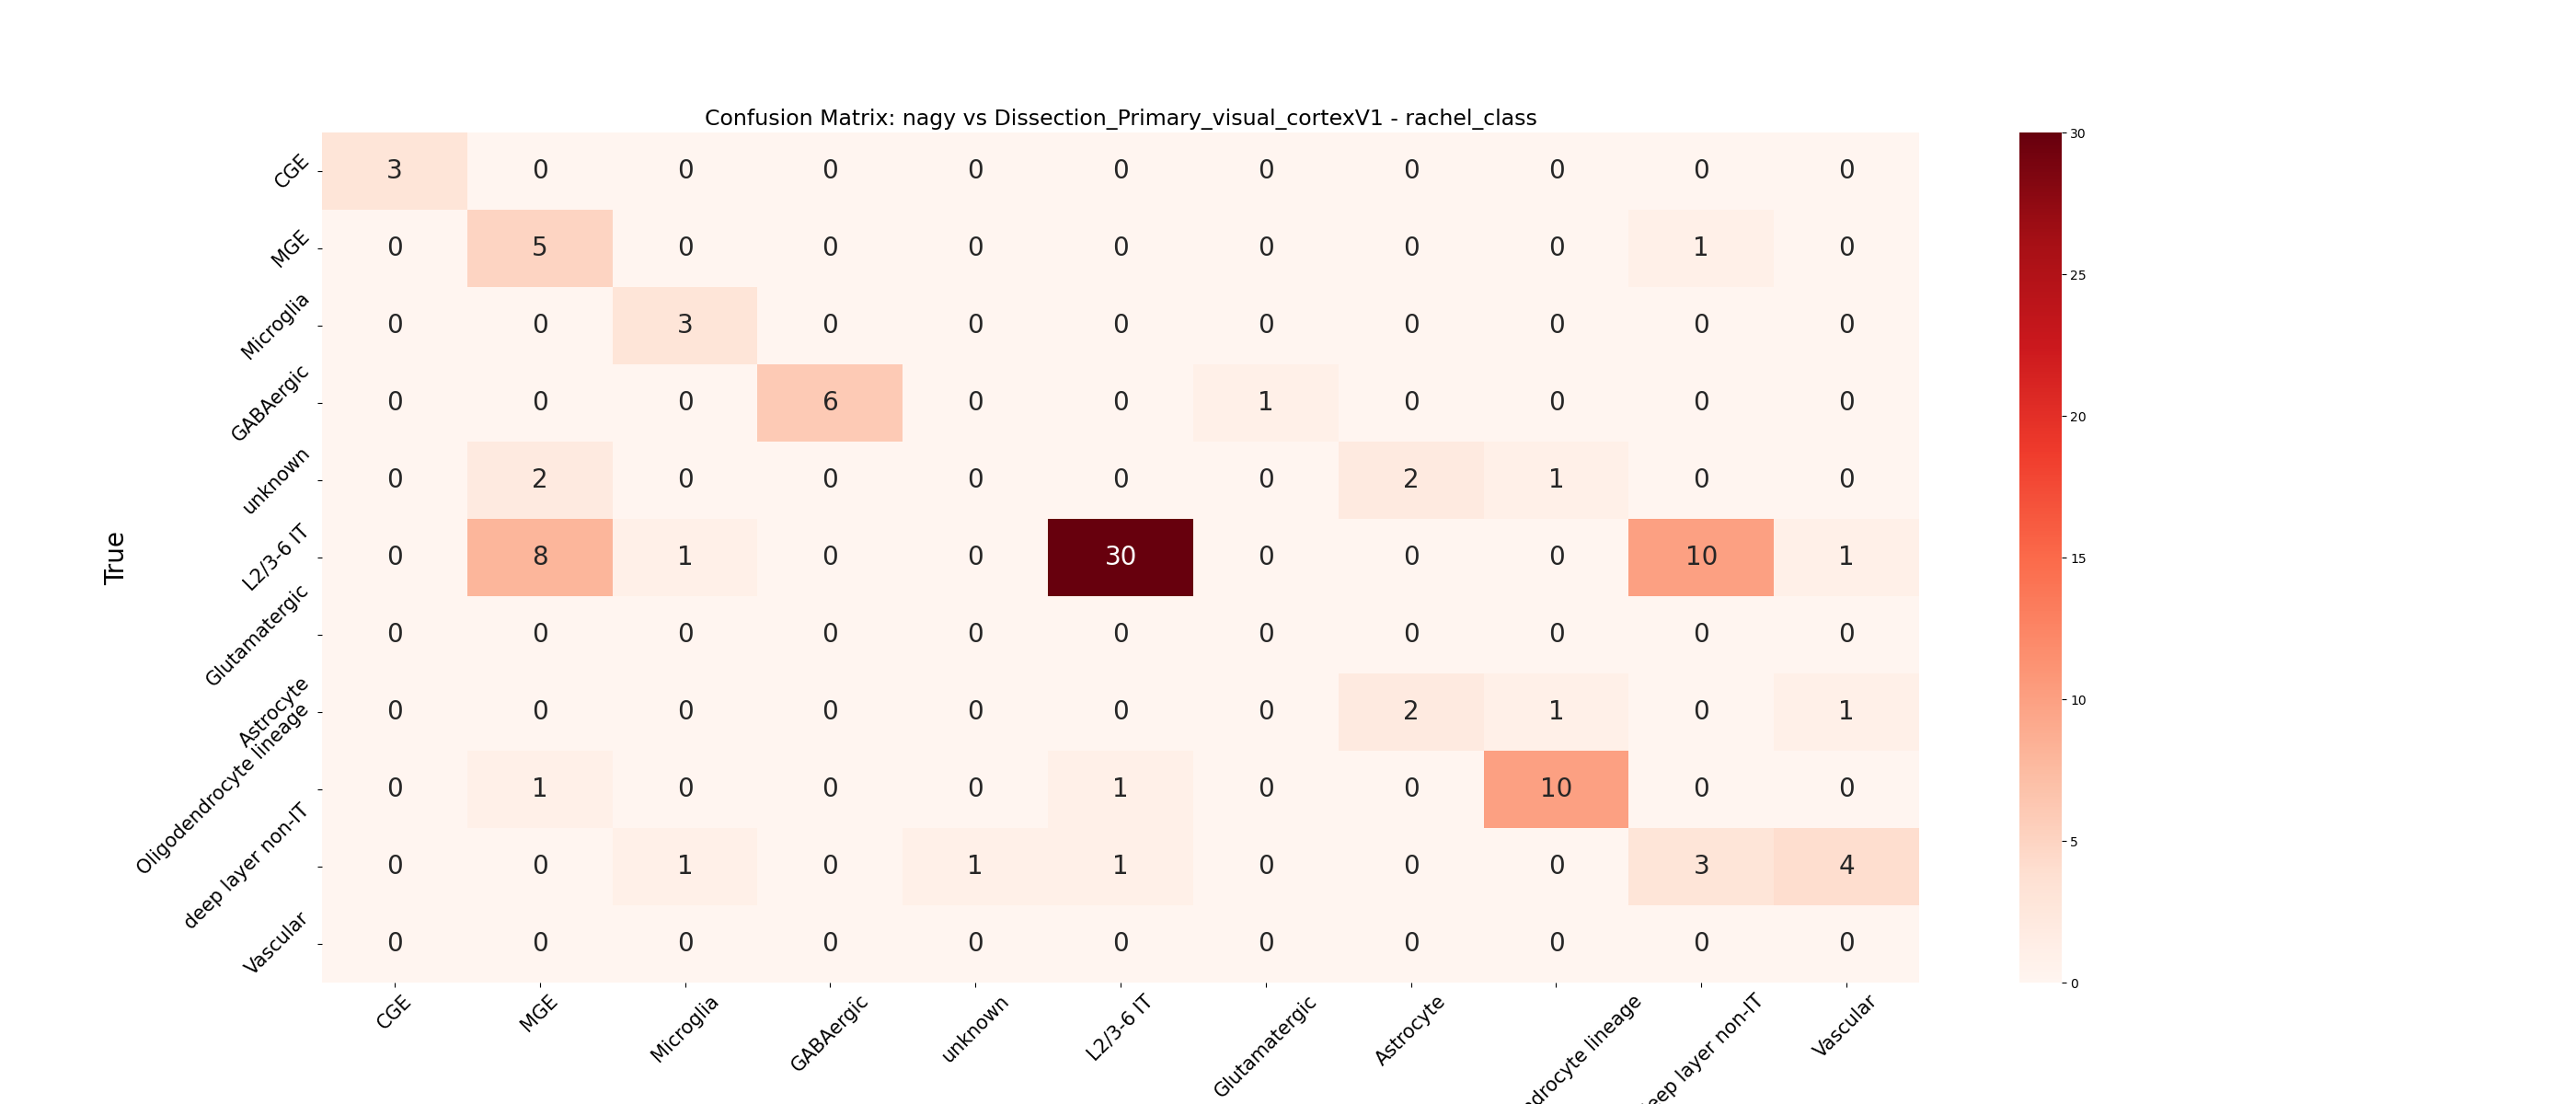 Confusion Matrix: nagy vs Dissection_Primary_visual_cortexV1 - rachel_class
True
CGE 3 0 0 0 0 0 0 0 0 0 0
MGE 0 5 0 0 0 0 0 0 0 1 0
Microglia 0 0 3 0 0 0 0 0 0 0 0
GABAergic 0 0 0 6 0 0 1 0 0 0 0
unknown 0 2 0 0 0 0 0 2 1 0 0
L2/3-6 IT 0 8 1 0 0 30 0 0 0 10 1
Glutamatergic 0 0 0 0 0 0 0 0 0 0 0
Astrocyte 0 0 0 0 0 0 0 2 1 0 1
Oligodendrocyte lineage 0 1 0 0 0 1 0 0 10 0 0
deep layer non-IT 0 0 1 0 1 1 0 0 0 3 4
Vascular 0 0 0 0 0 0 0 0 0 0 0
CGE MGE Microglia GABAergic unknown L2/3-6 IT Glutamatergic Astrocyte ndrocyte lineage eep layer non-IT Vascular
30
25
20
15
10
5
0